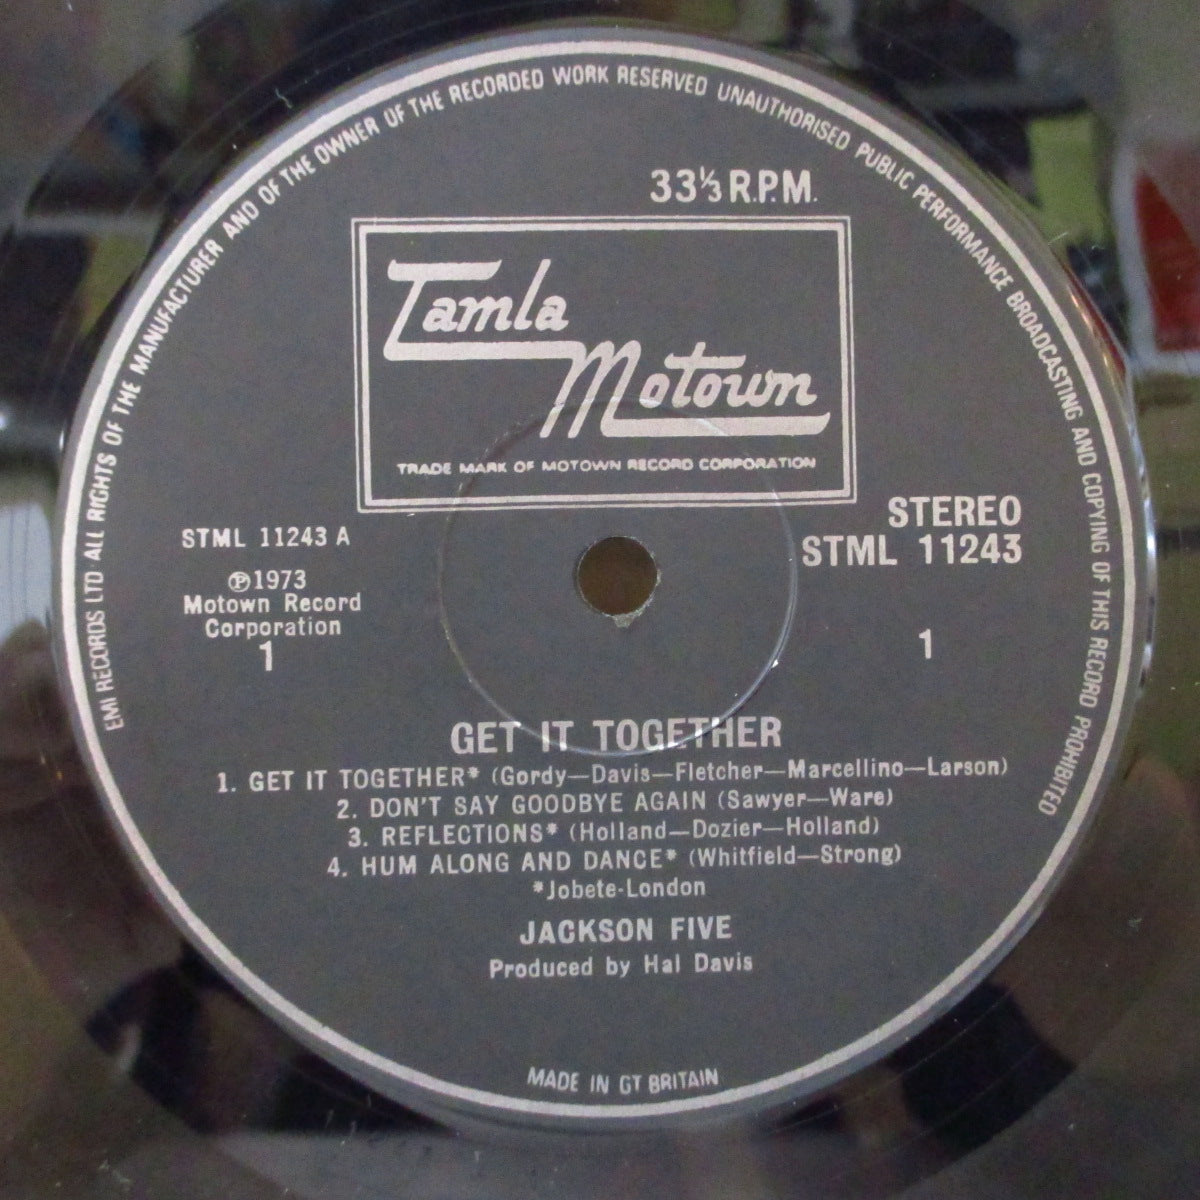 EMI RECORDS LTD ALL RIGHTS OF THE MANUFACTURER AND OF THE OWNER OF THE RECORDED WORK RESERVED UNAUTHORISED PUBLIC PERFORMANCE BROADCASTING AND COPYING OF THIS RECORD PROHIBITED
33⅓ R.P.M.
Tamla
Motown
TRADE MARK OF MOTOWN RECORD CORPORATION
STML 11243 A
℗1973
Motown Record
Corporation
1
STEREO
STML 11243
1
GET IT TOGETHER
1. GET IT TOGETHER* (Gordy—Davis—Fletcher—Marcellino—Larson)
2. DON'T SAY GOODBYE AGAIN (Sawyer—Ware)
3. REFLECTIONS* (Holland—Dozier—Holland)
4. HUM ALONG AND DANCE* (Whitfield—Strong)
*Jobete-London
JACKSON FIVE
Produced by Hal Davis
MADE IN GT BRITAIN